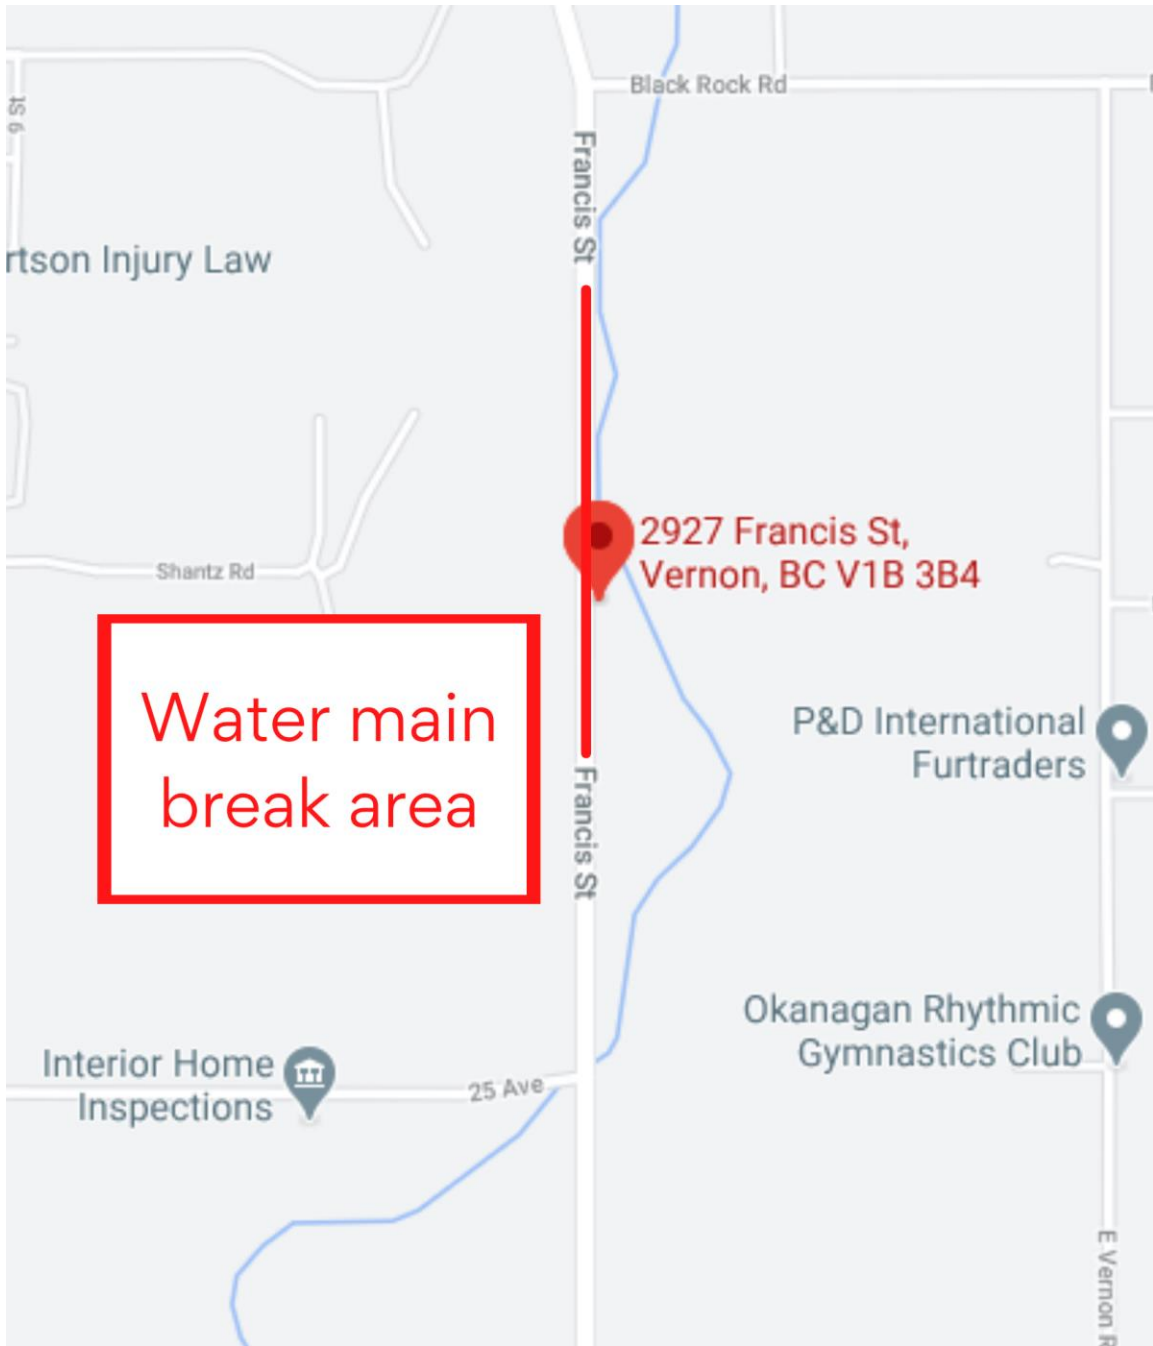 Black Rock Rd
Francis St
rtson Injury Law
2927 Francis St,
Vernon, BC V1B 3B4
Shantz Rd
Water main
break area
P&D International
Furtraders
Francis St
Okanagan Rhythmic
Gymnastics Club
Interior Home
Inspections
25 Ave
E Vernon R